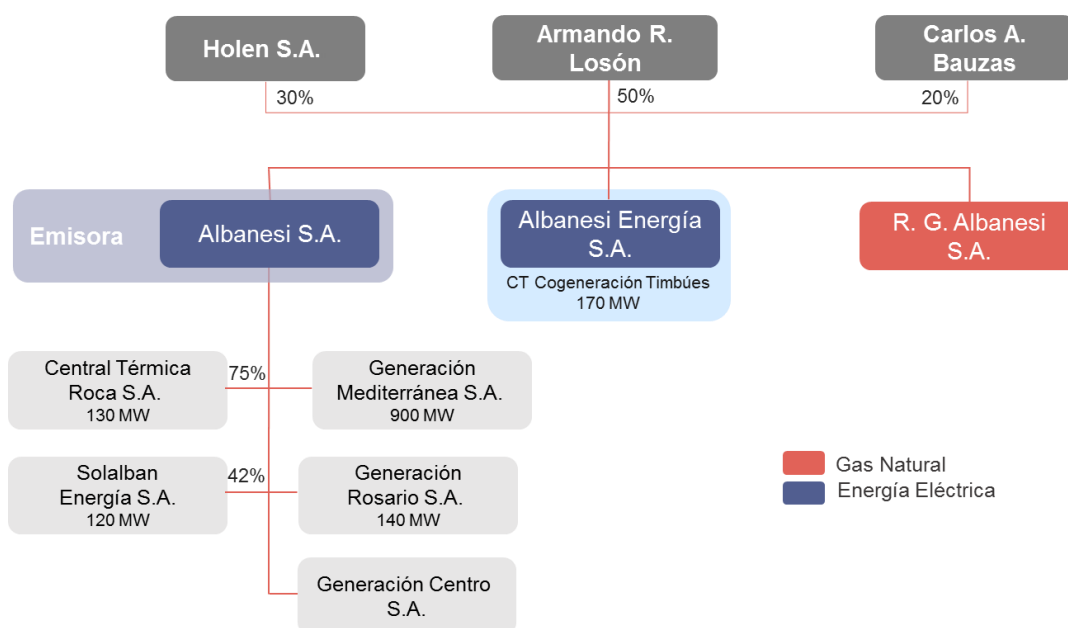 Holen S.A.
Armando R.
Losón
Carlos A.
Bauzas
30%
50%
20%
Emisora
Albanesi S.A.
Albanesi Energía
S.A.
CT Cogeneración Timbúes
170 MW
R. G. Albanesi
S.A.
Central Térmica
Roca S.A.
130 MW
75%
Generación
Mediterránea S.A.
900 MW
Solalban
Energía S.A.
120 MW
42%
Generación
Rosario S.A.
140 MW
Generación Centro
S.A.
Gas Natural
Energía Eléctrica